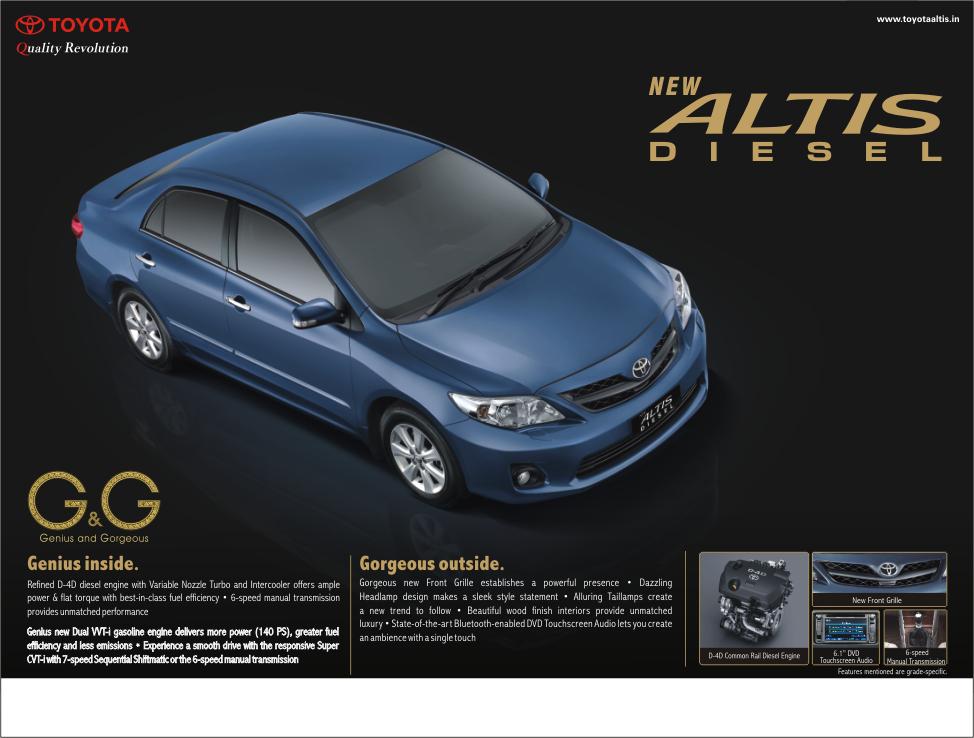 TOYOTA
Quality Revolution
www.toyotaaltis.in
NEW
ALTIS
DIESEL
ALTIS
DIESEL
G&G
Genius and Gorgeous
Genius inside.
Refined D-4D diesel engine with Variable Nozzle Turbo and Intercooler offers ample
power & flat torque with best-in-class fuel efficiency • 6-speed manual transmission
provides unmatched performance
Genius new Dual VVT-i gasoline engine delivers more power (140 PS), greater fuel
efficiency and less emissions • Experience a smooth drive with the responsive Super
CVT-i with 7-speed Sequential Shiftmatic or the 6-speed manual transmission
Gorgeous outside.
Gorgeous new Front Grille establishes a powerful presence • Dazzling
Headlamp design makes a sleek style statement • Alluring Taillamps create
a new trend to follow • Beautiful wood finish interiors provide unmatched
luxury • State-of-the-art Bluetooth-enabled DVD Touchscreen Audio lets you create
an ambience with a single touch
D-4D
D-4D Common Rail Diesel Engine
New Front Grille
6.1" DVD
Touchscreen Audio
6-speed
Manual Transmission
Features mentioned are grade-specific.